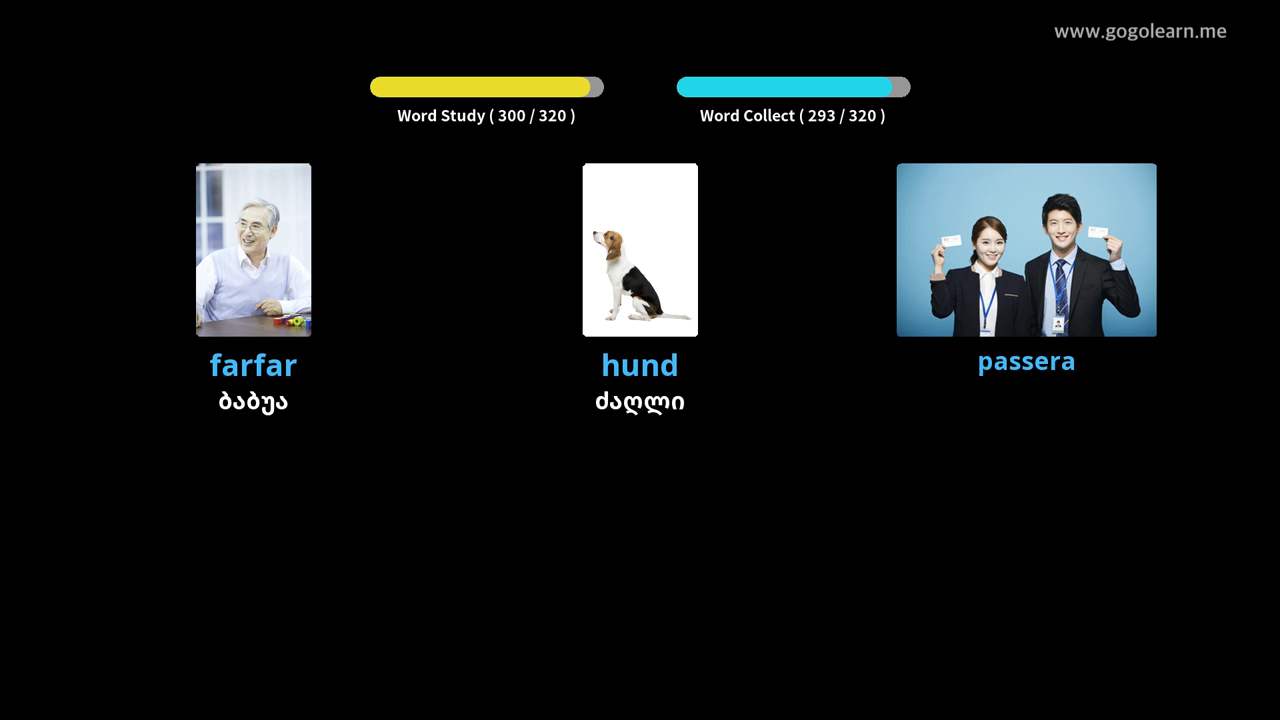 www.gogolearn.me
Word Study ( 300 / 320 )
Word Collect ( 293 / 320 )
farfar
ბაბუა
hund
ძაღლი
passera